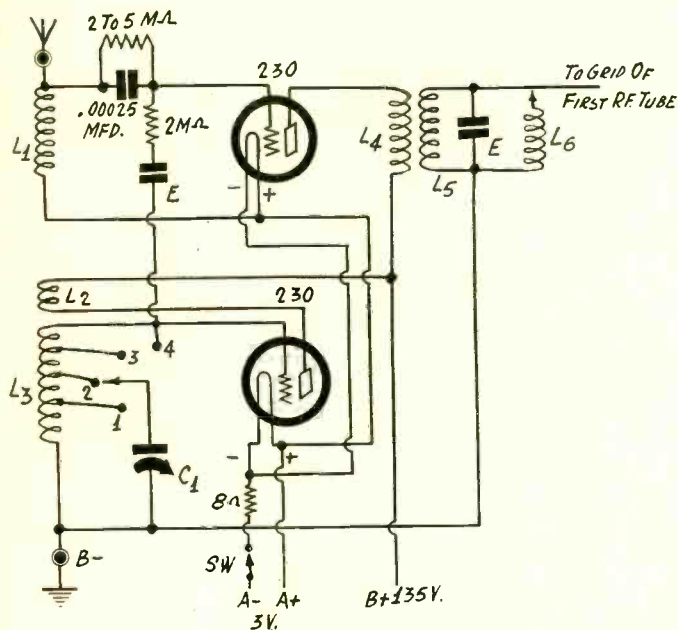 2 TO 5 MΩ
230
TO GRID OF
FIRST R.F. TUBE
.00025
MFD.
2MΩ
L1
L4
E
L6
L5
E
- +
L2
230
3
4
L3
2
1
C1
- +
8Ω
B-
SW
A- A+ B+135V.
3V.